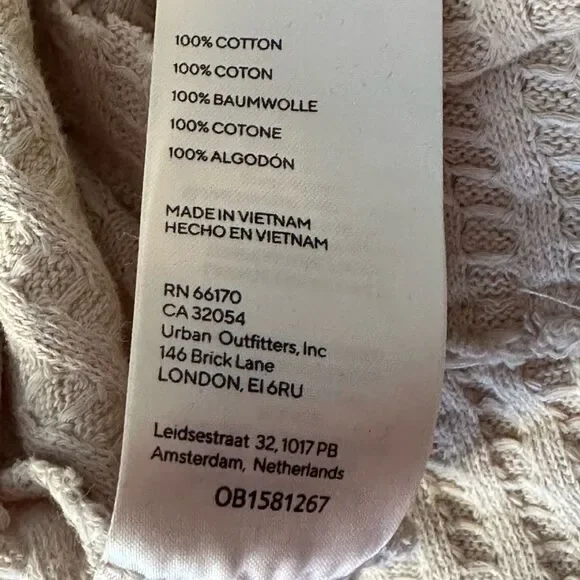 100% COTTON
100% COTON
100% BAUMWOLLE
100% COTONE
100% ALGODÓN
MADE IN VIETNAM
HECHO EN VIETNAM
RN 66170
CA 32054
Urban Outfitters, Inc
146 Brick Lane
LONDON, E1 6RU
Leidsestraat 32, 1017 PB
Amsterdam, Netherlands
OB1581267